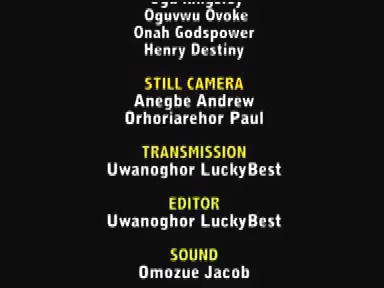 Oguvwu Ovoke
Onah Godspower
Henry Destiny
STILL CAMERA
Anegbe Andrew
Orhoriarehor Paul
TRANSMISSION
Uwanoghor LuckyBest
EDITOR
Uwanoghor LuckyBest
SOUND
Omozue Jacob